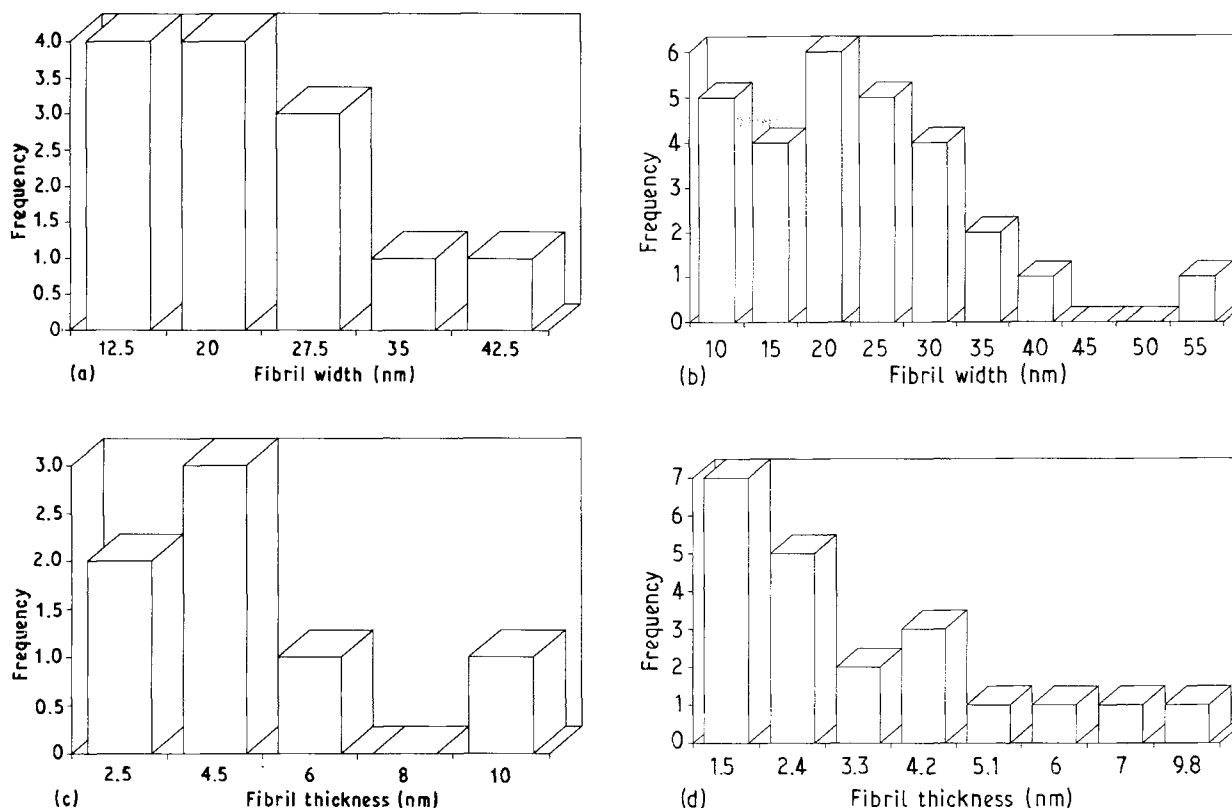 4.0
3.5
3.0
2.5
2.0
1.5
1.0
0.5
0
Frequency
12.5 20 27.5 35 42.5
(a) Fibril width (nm)
6
5
4
3
2
1
0
Frequency
10 15 20 25 30 35 40 45 50 55
(b) Fibril width (nm)
3.0
2.5
2.0
1.5
1.0
0.5
0
Frequency
2.5 4.5 6 8 10
(c) Fibril thickness (nm)
7
6
5
4
3
2
1
0
Frequency
1.5 2.4 3.3 4.2 5.1 6 7 9.8
(d) Fibril thickness (nm)